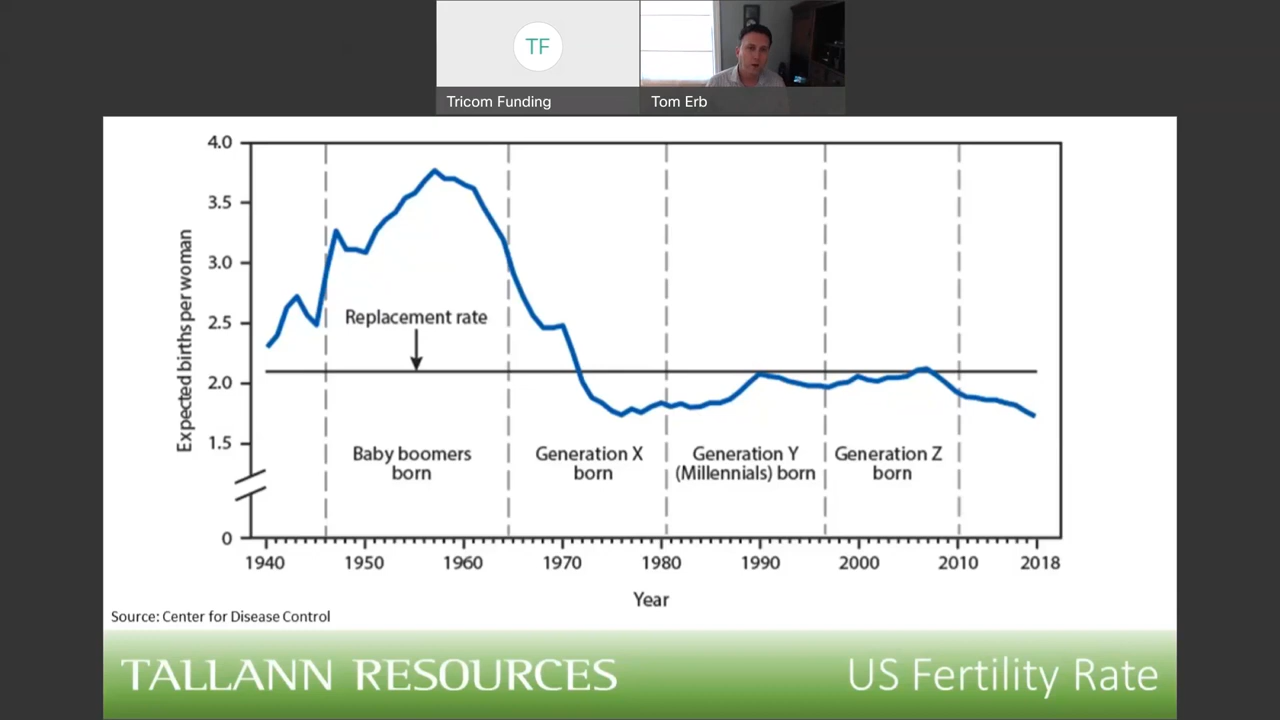 TF
Tricom Funding
Tom Erb
4.0
3.5
3.0
2.5
2.0
1.5
0
Expected births per woman
Replacement rate
Baby boomers
born
Generation X
born
Generation Y
(Millennials) born
Generation Z
born
1940 1950 1960 1970 1980 1990 2000 2010 2018
Year
Source: Center for Disease Control
TALLANN RESOURCES
US Fertility Rate